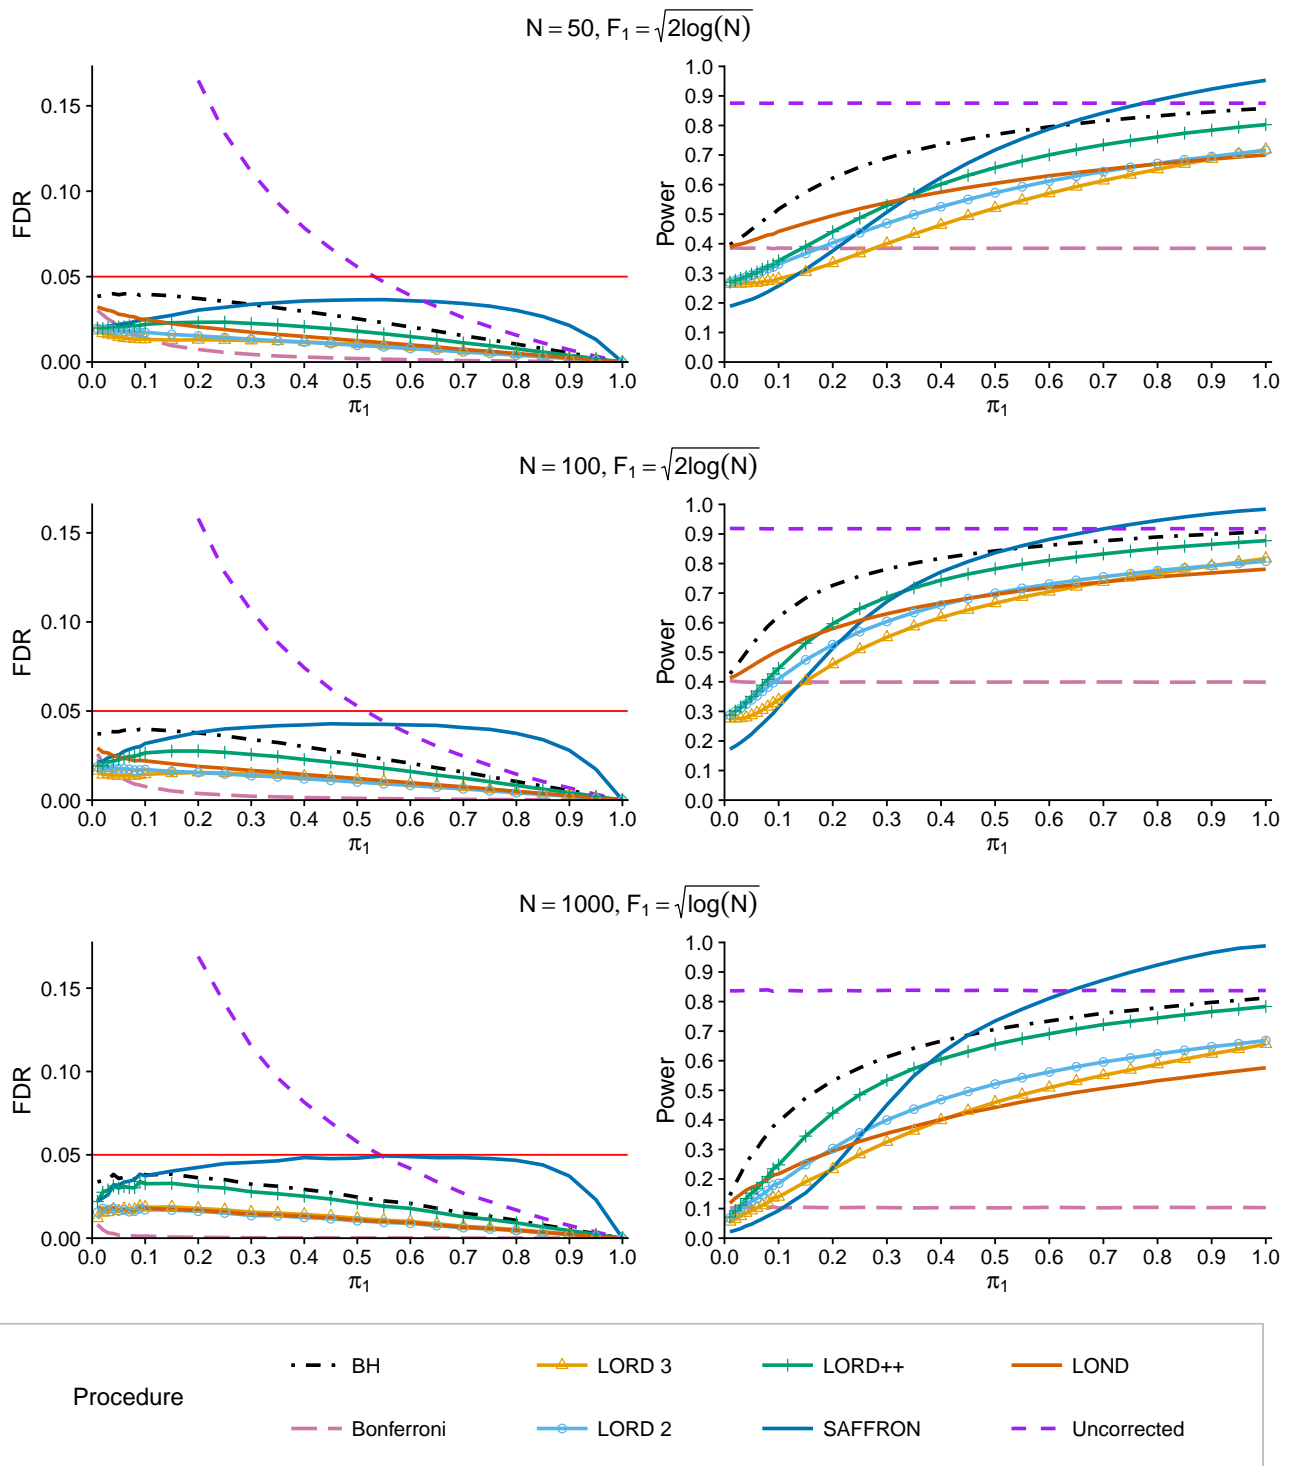 N = 50, F₁ = √2log(N)
FDR
0.15
0.10
0.05
0.00
0.0 0.1 0.2 0.3 0.4 0.5 0.6 0.7 0.8 0.9 1.0
π₁
Power
1.0
0.9
0.8
0.7
0.6
0.5
0.4
0.3
0.2
0.1
0.0
0.0 0.1 0.2 0.3 0.4 0.5 0.6 0.7 0.8 0.9 1.0
π₁
N = 100, F₁ = √2log(N)
FDR
0.15
0.10
0.05
0.00
0.0 0.1 0.2 0.3 0.4 0.5 0.6 0.7 0.8 0.9 1.0
π₁
Power
1.0
0.9
0.8
0.7
0.6
0.5
0.4
0.3
0.2
0.1
0.0
0.0 0.1 0.2 0.3 0.4 0.5 0.6 0.7 0.8 0.9 1.0
π₁
N = 1000, F₁ = √log(N)
FDR
0.15
0.10
0.05
0.00
0.0 0.1 0.2 0.3 0.4 0.5 0.6 0.7 0.8 0.9 1.0
π₁
Power
1.0
0.9
0.8
0.7
0.6
0.5
0.4
0.3
0.2
0.1
0.0
0.0 0.1 0.2 0.3 0.4 0.5 0.6 0.7 0.8 0.9 1.0
π₁
Procedure
BH LORD 3 LORD++ LOND
Bonferroni LORD 2 SAFFRON Uncorrected